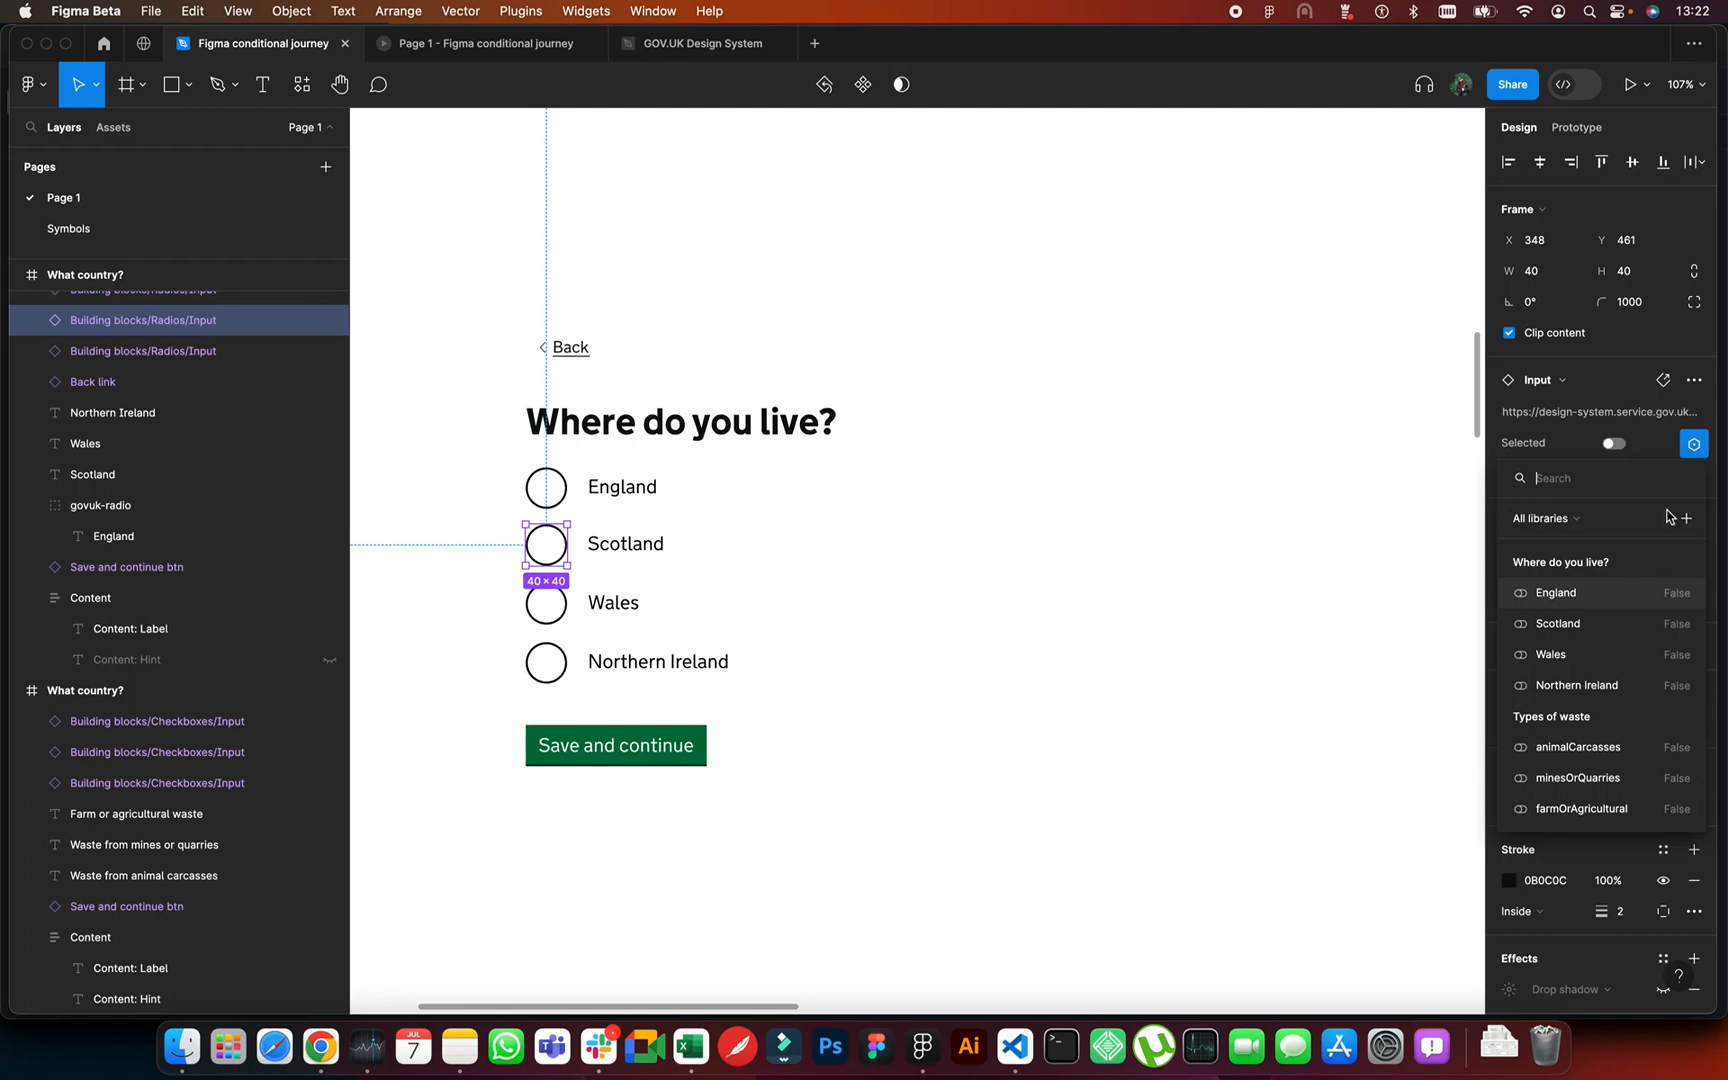 Figma Beta File Edit View Object Text Arrange Vector Plugins Widgets Window Help 13:22
Figma conditional journey Page 1 - Figma conditional journey GOV.UK Design System
Share 107%
Layers Assets Page 1
Pages
Page 1
Symbols
What country?
Building blocks/Radios/Input
Building blocks/Radios/Input
Building blocks/Radios/Input
Back link
Northern Ireland
Wales
Scotland
govuk-radio
England
Save and continue btn
Content
Content: Label
Content: Hint
What country?
Building blocks/Checkboxes/Input
Building blocks/Checkboxes/Input
Building blocks/Checkboxes/Input
Farm or agricultural waste
Waste from mines or quarries
Waste from animal carcasses
Save and continue btn
Content
Content: Label
Content: Hint
Back
Where do you live?
England
Scotland
40 × 40
Wales
Northern Ireland
Save and continue
Design Prototype
Frame
X 348 Y 461
W 40 H 40
0° 1000
Clip content
Input
https://design-system.service.gov.uk...
Selected
Search
All libraries
Where do you live?
England False
Scotland False
Wales False
Northern Ireland False
Types of waste
animalCarcasses False
minesOrQuarries False
farmOrAgricultural False
Stroke
0B0C0C 100%
Inside 2
Effects
?
Drop shadow
JUL
7
Ps
Ai